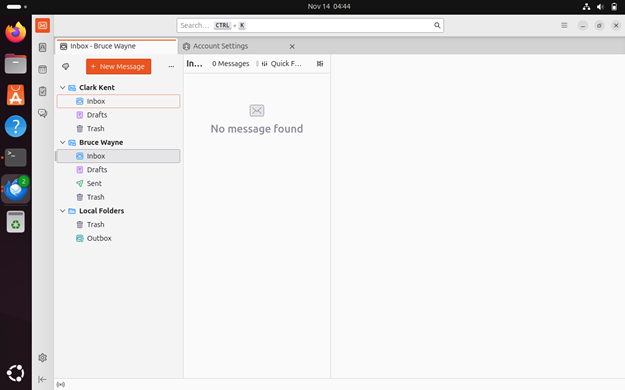 Nov 14 04:44
Search... CTRL + K
Inbox - Bruce Wayne
Account Settings
New Message
In...
0 Messages
Quick F...
Clark Kent
Inbox
Drafts
Trash
Bruce Wayne
Inbox
Drafts
Sent
Trash
Local Folders
Trash
Outbox
No message found
2